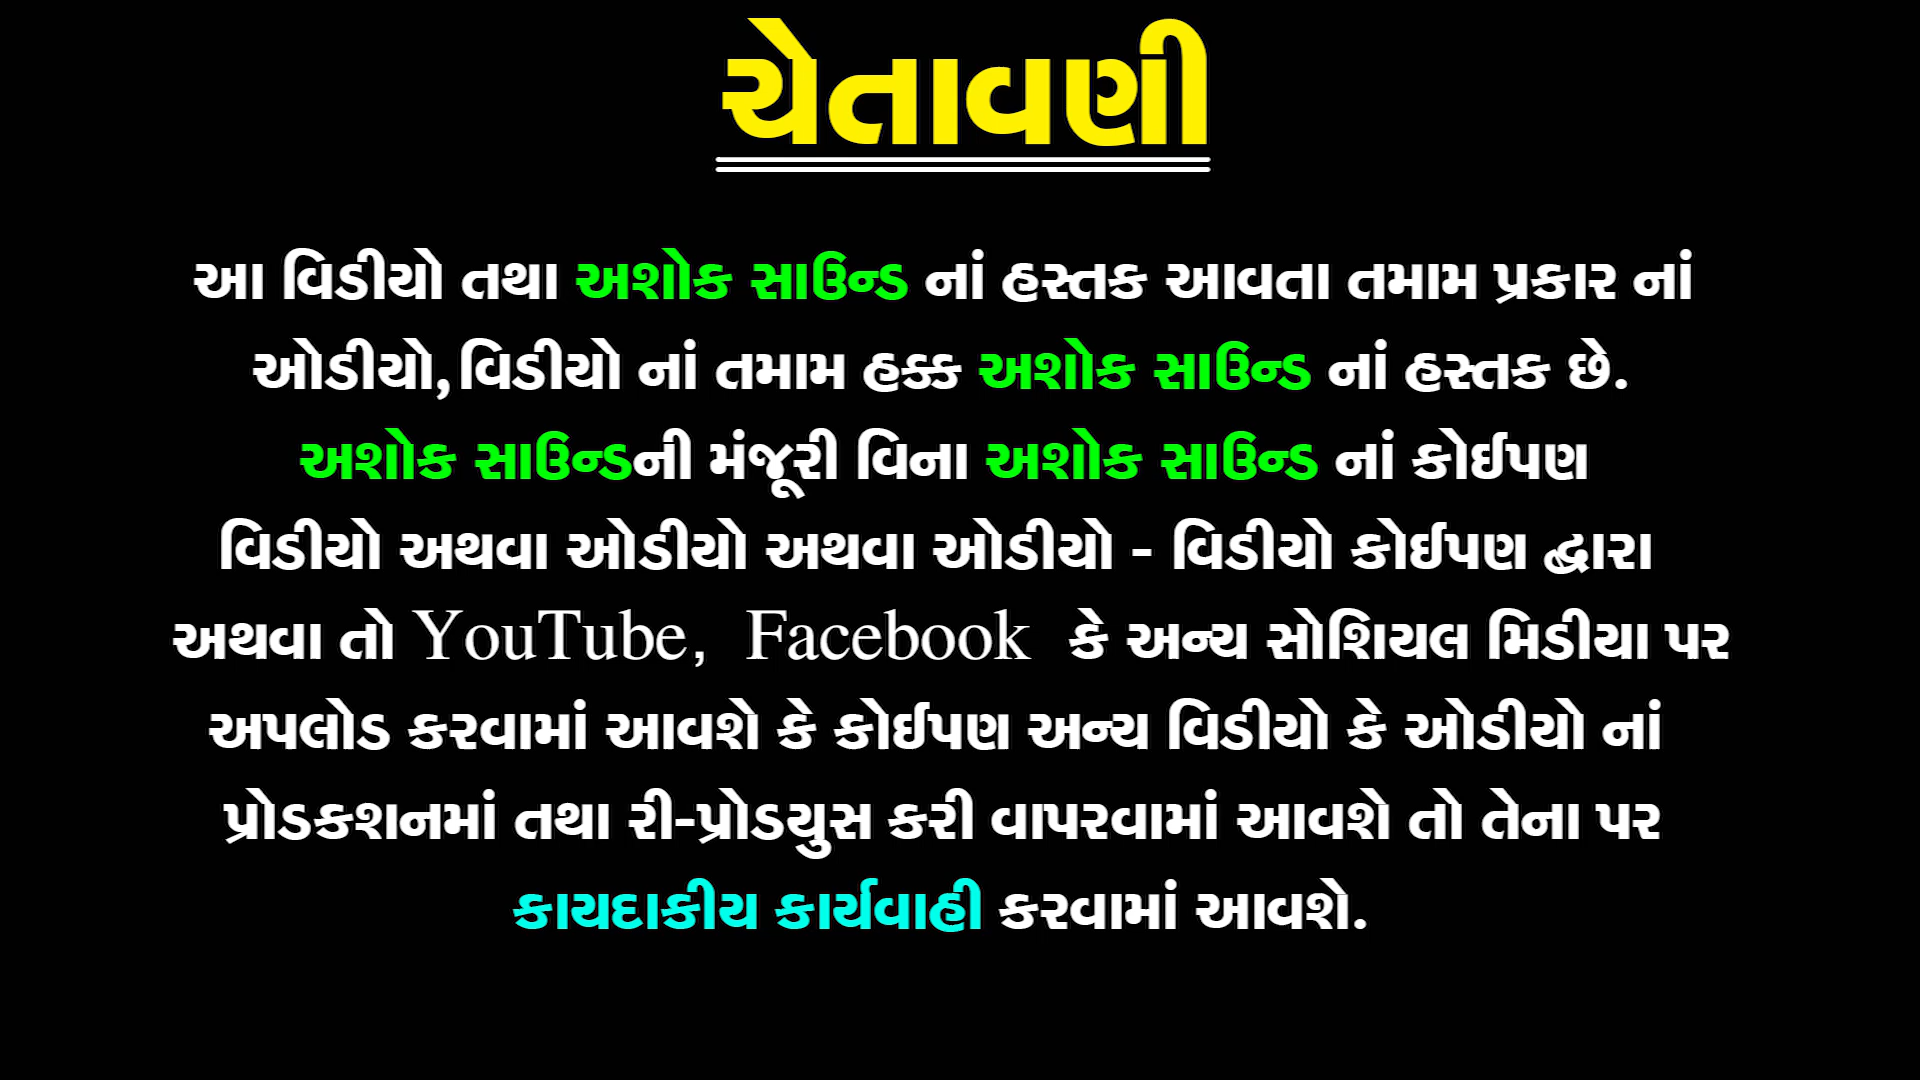 ચેતાવણી
આ વિડીયો તથા અશોક સાઉન્ડ નાં હસ્તક આવતા તમામ પ્રકાર નાં
ઓડીયો,વિડીયો નાં તમામ હક્ક અશોક સાઉન્ડ નાં હસ્તક છે.
અશોક સાઉન્ડની મંજૂરી વિના અશોક સાઉન્ડ નાં કોઈપણ
વિડીયો અથવા ઓડીયો અથવા ઓડીયો - વિડીયો કોઈપણ દ્વારા
અથવા તો YouTube, Facebook કે અન્ય સોશિયલ મિડીયા પર
અપલોડ કરવામાં આવશે કે કોઈપણ અન્ય વિડીયો કે ઓડીયો નાં
પ્રોડકશનમાં તથા રી-પ્રોડયુસ કરી વાપરવામાં આવશે તો તેના પર
કાયદાકીય કાર્યવાહી કરવામાં આવશે.